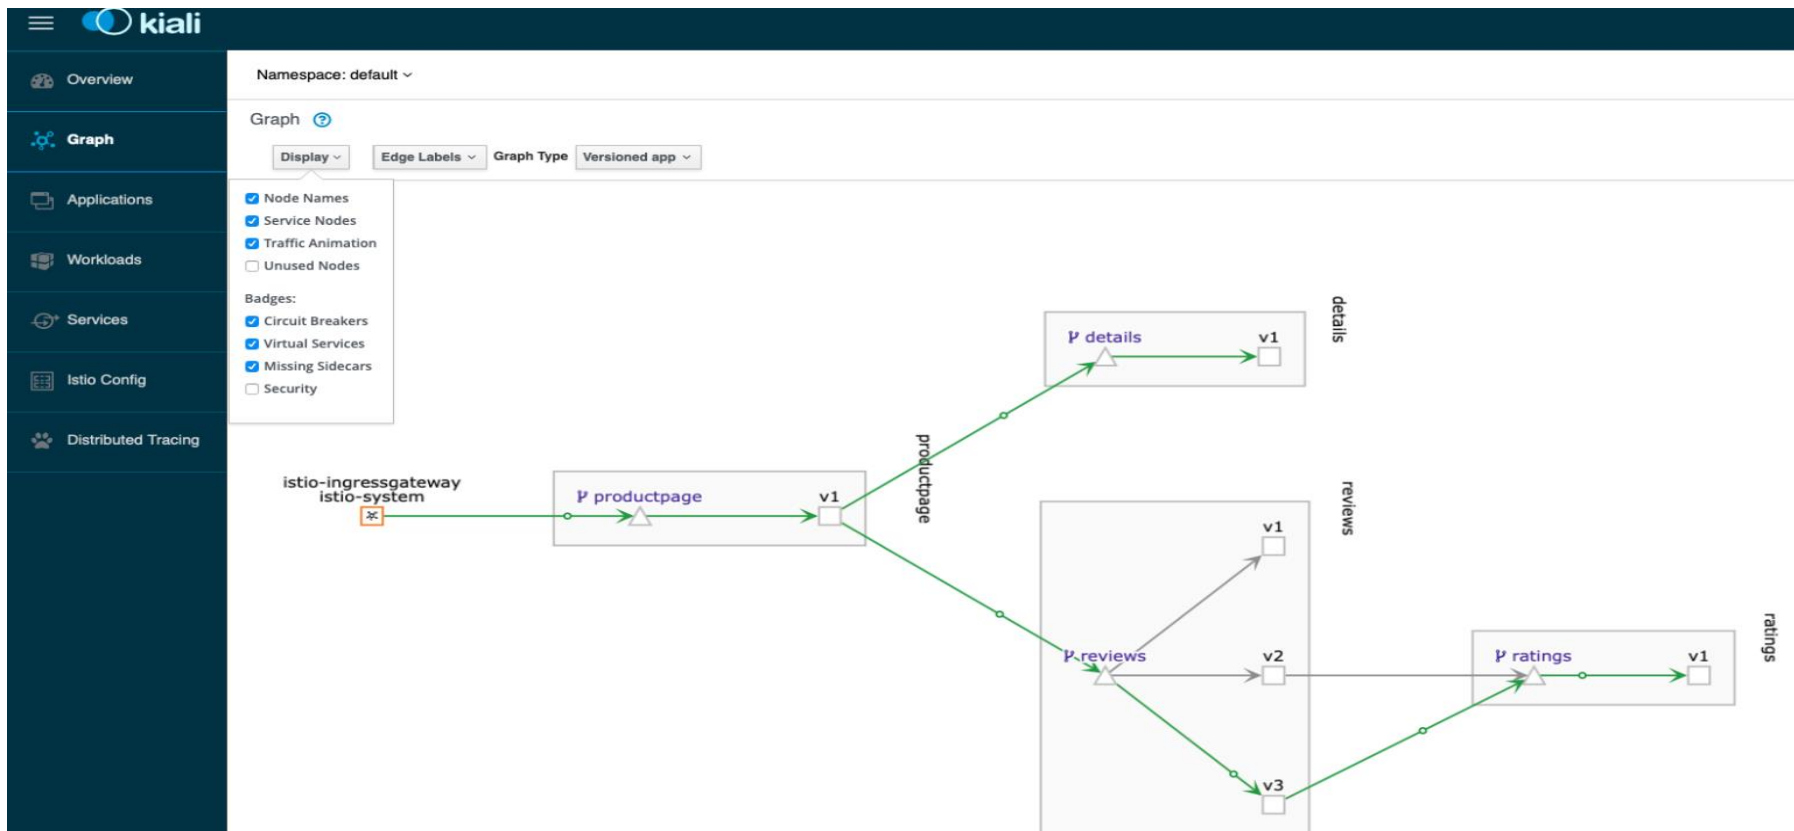 kiali
Overview
Graph
Applications
Workloads
Services
Istio Config
Distributed Tracing
Namespace: default
Graph ?
Display Edge Labels Graph Type Versioned app
Node Names
Service Nodes
Traffic Animation
Unused Nodes
Badges:
Circuit Breakers
Virtual Services
Missing Sidecars
Security
istio-ingressgateway
istio-system
productpage
v1
productpage
details
v1
details
reviews
v1
v2
v3
reviews
ratings
v1
ratings